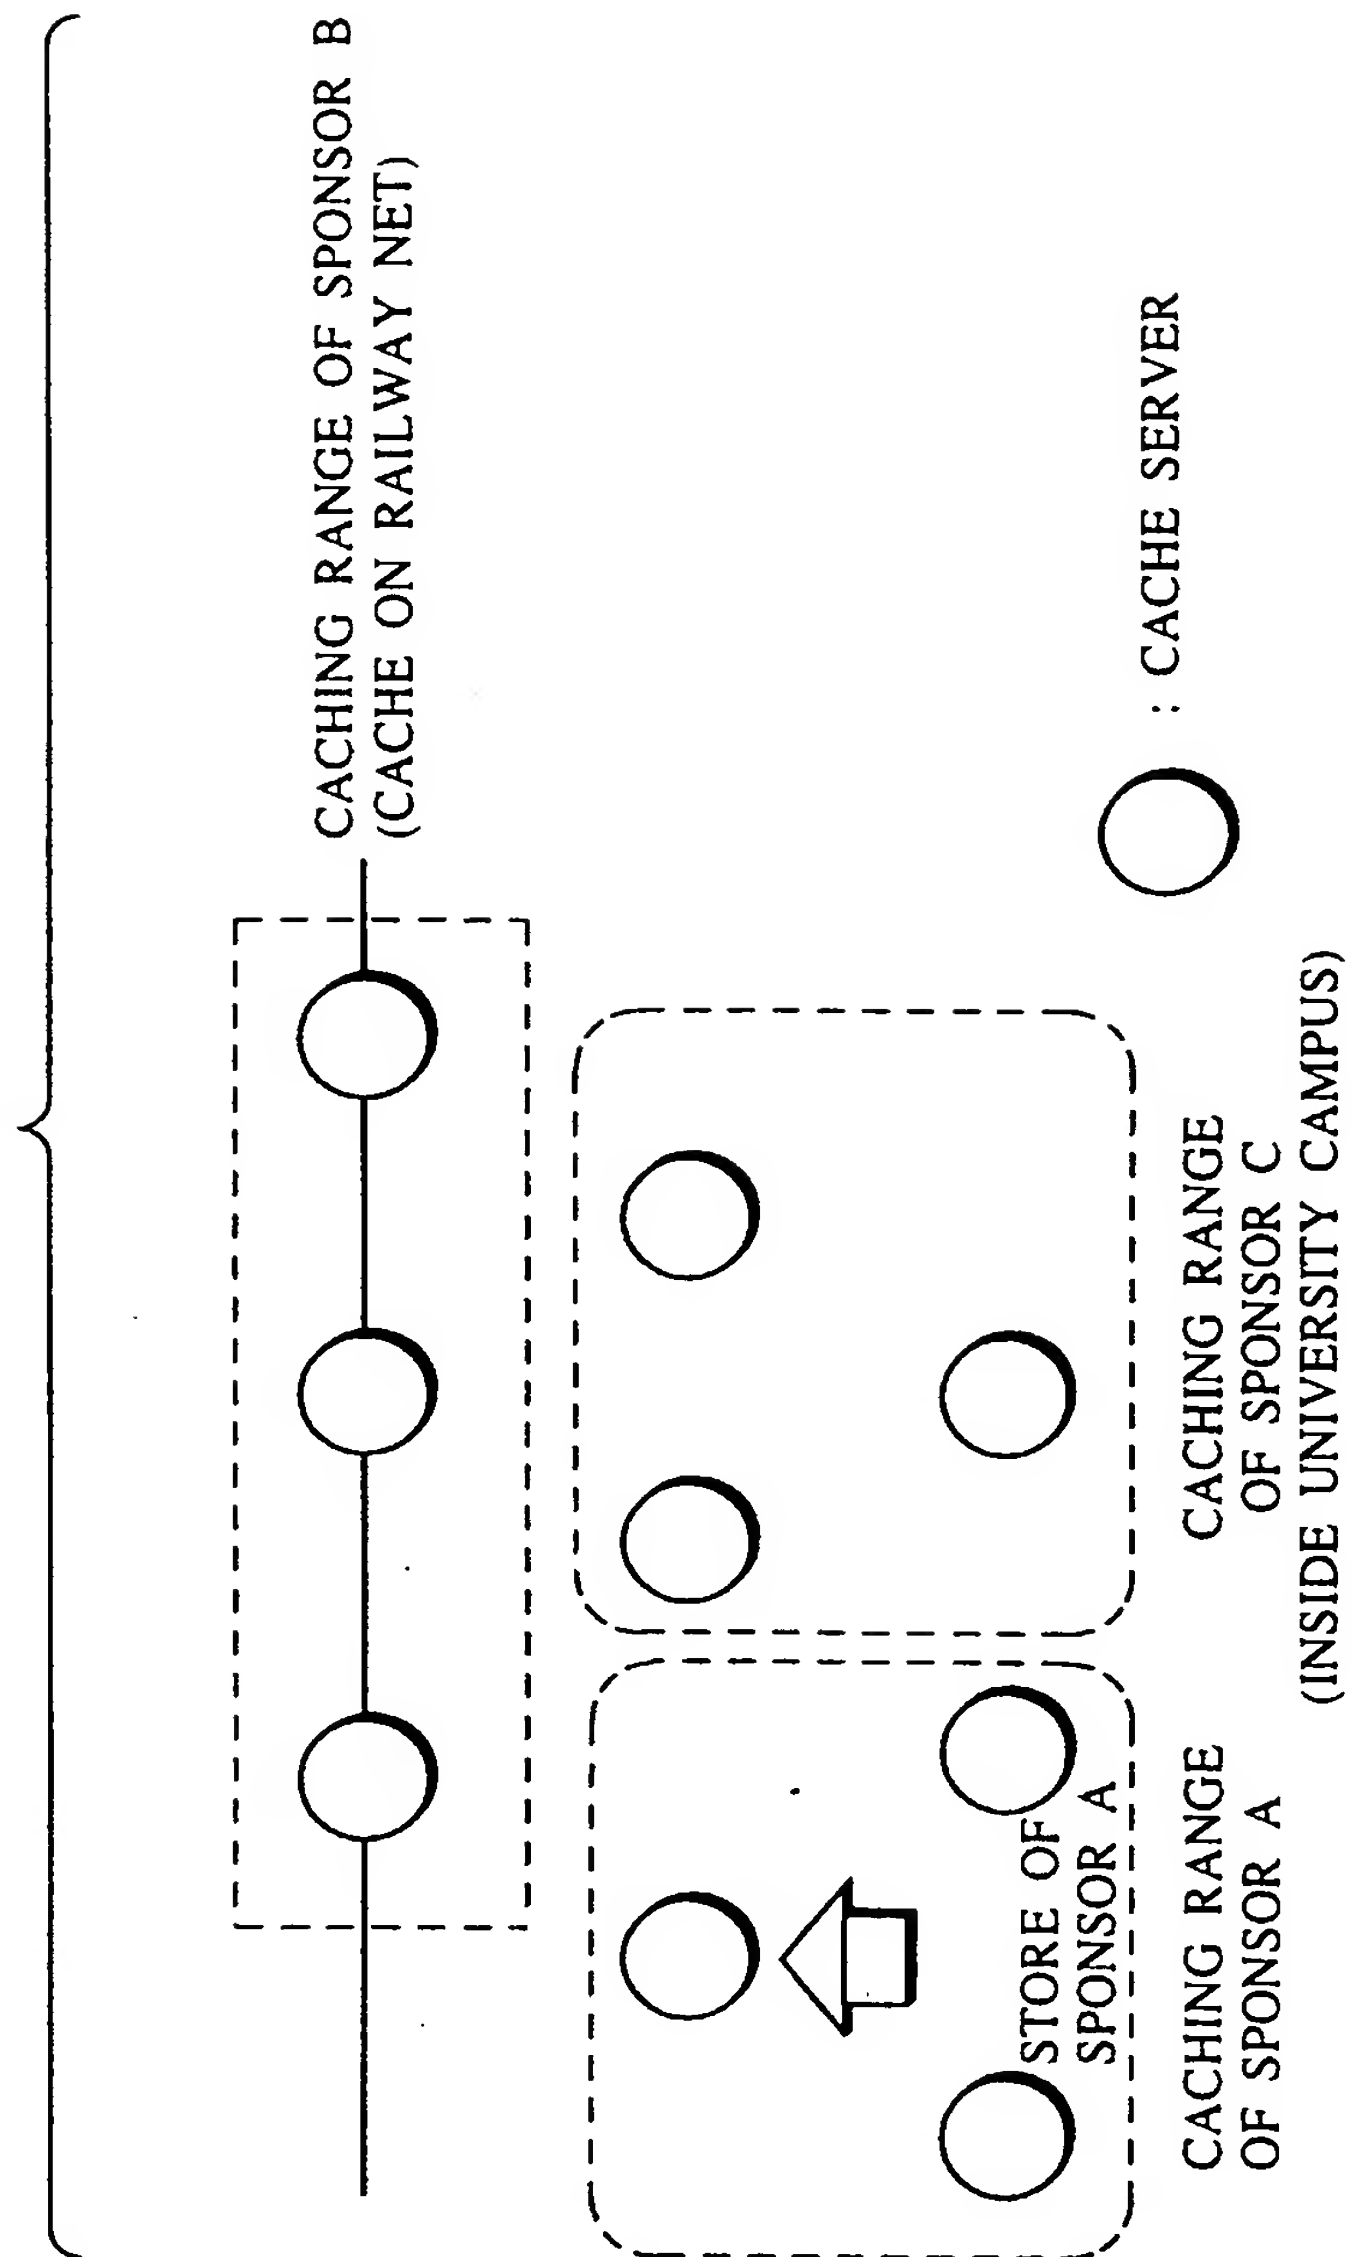 CACHING RANGE OF SPONSOR B
(CACHE ON RAILWAY NET)
STORE OF
SPONSOR A
CACHING RANGE
OF SPONSOR A
CACHING RANGE
OF SPONSOR C
(INSIDE UNIVERSITY CAMPUS)
: CACHE SERVER